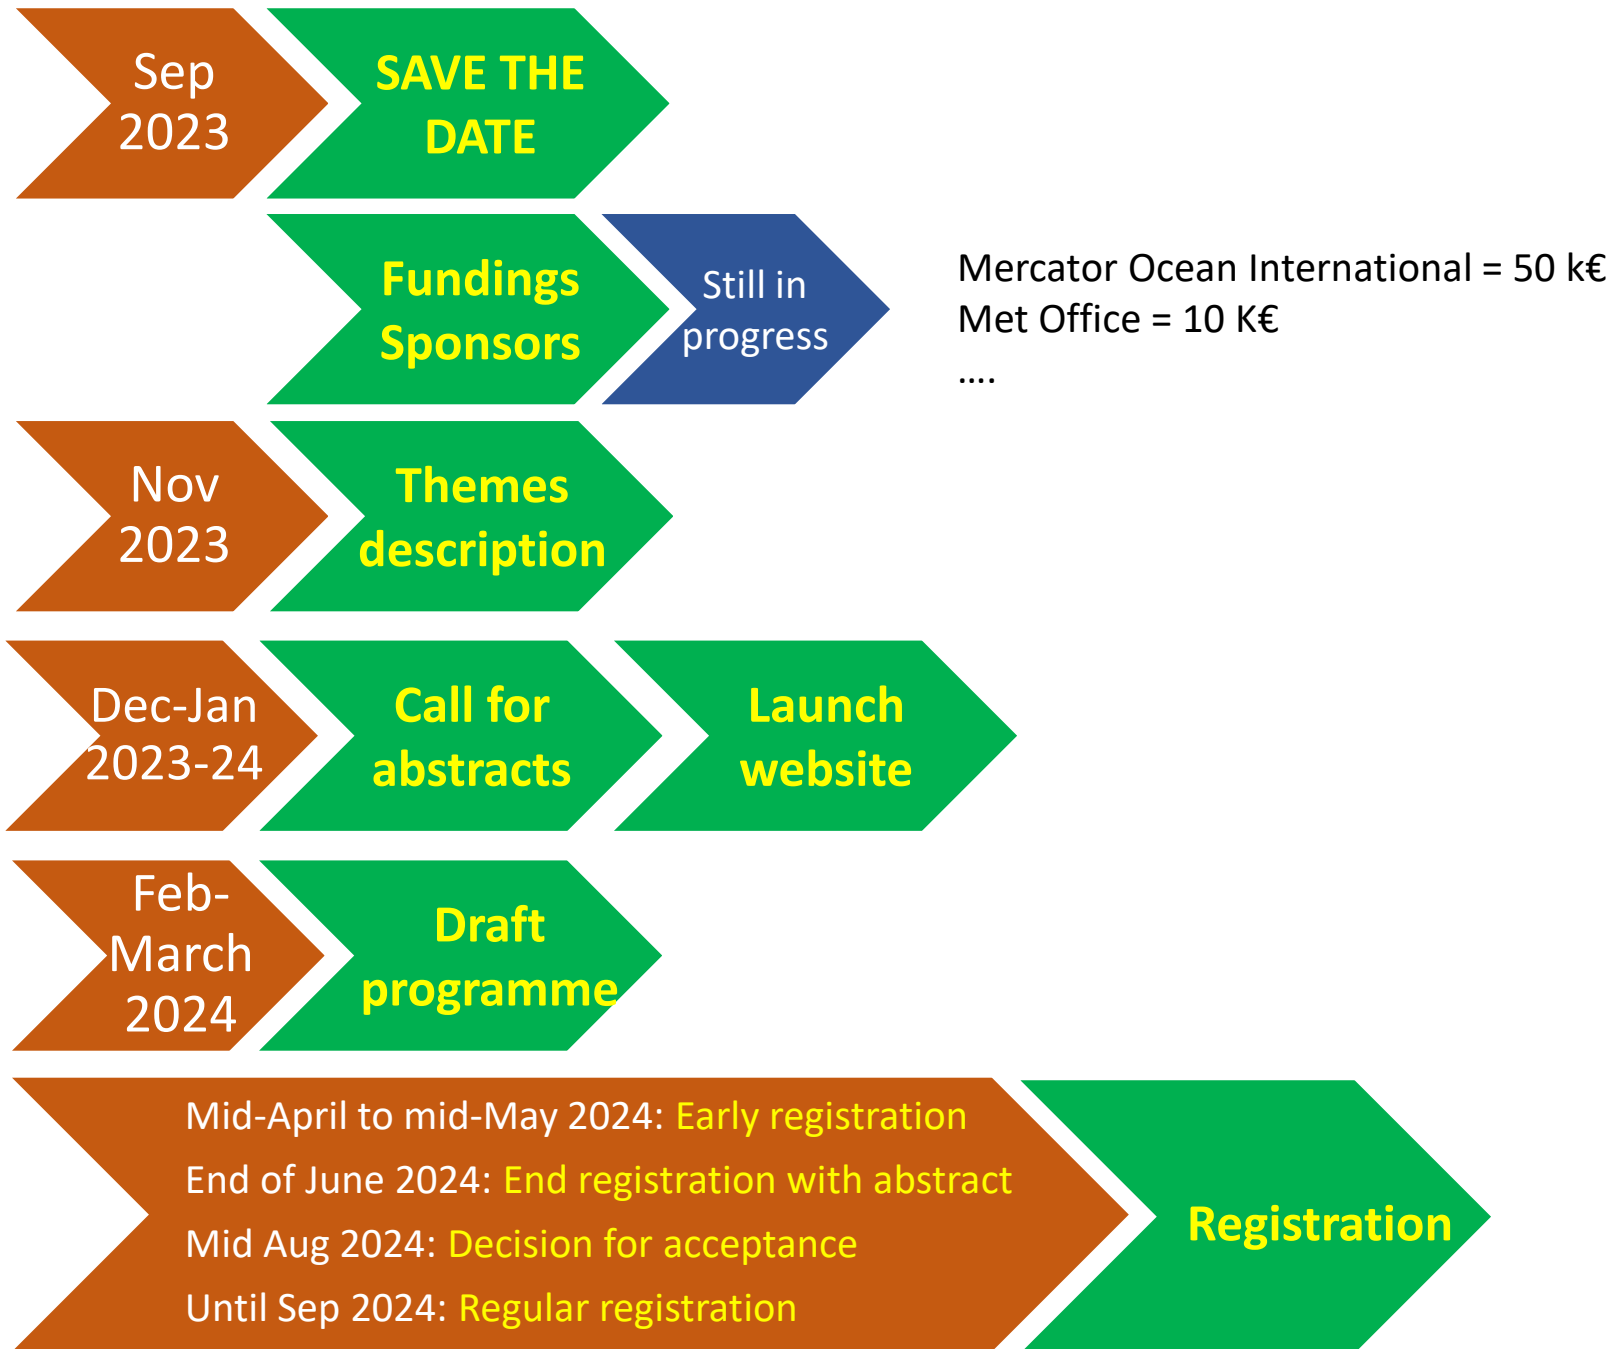 Sep
2023
SAVE THE
DATE
Fundings
Sponsors
Still in
progress
Mercator Ocean International = 50 k€
Met Office = 10 K€
....
Nov
2023
Themes
description
Dec-Jan
2023-24
Call for
abstracts
Launch
website
Feb-
March
2024
Draft
programme
Mid-April to mid-May 2024: Early registration
End of June 2024: End registration with abstract
Mid Aug 2024: Decision for acceptance
Until Sep 2024: Regular registration
Registration